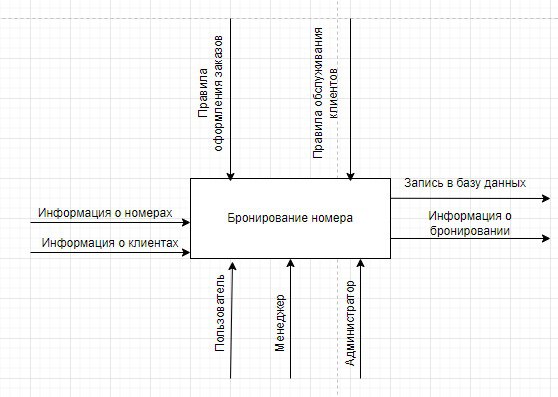 Правила
оформления заказов
Правила обслуживания
клиентов
Информация о номерах
Информация о клиентах
Бронирование номера
Запись в базу данных
Информация о
бронировании
Пользователь
Менеджер
Администратор